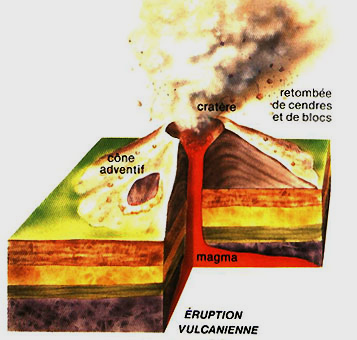 cratère
retombée
de cendres
et de blocs
cône
adventif
magma
ÉRUPTION
VULCANIENNE